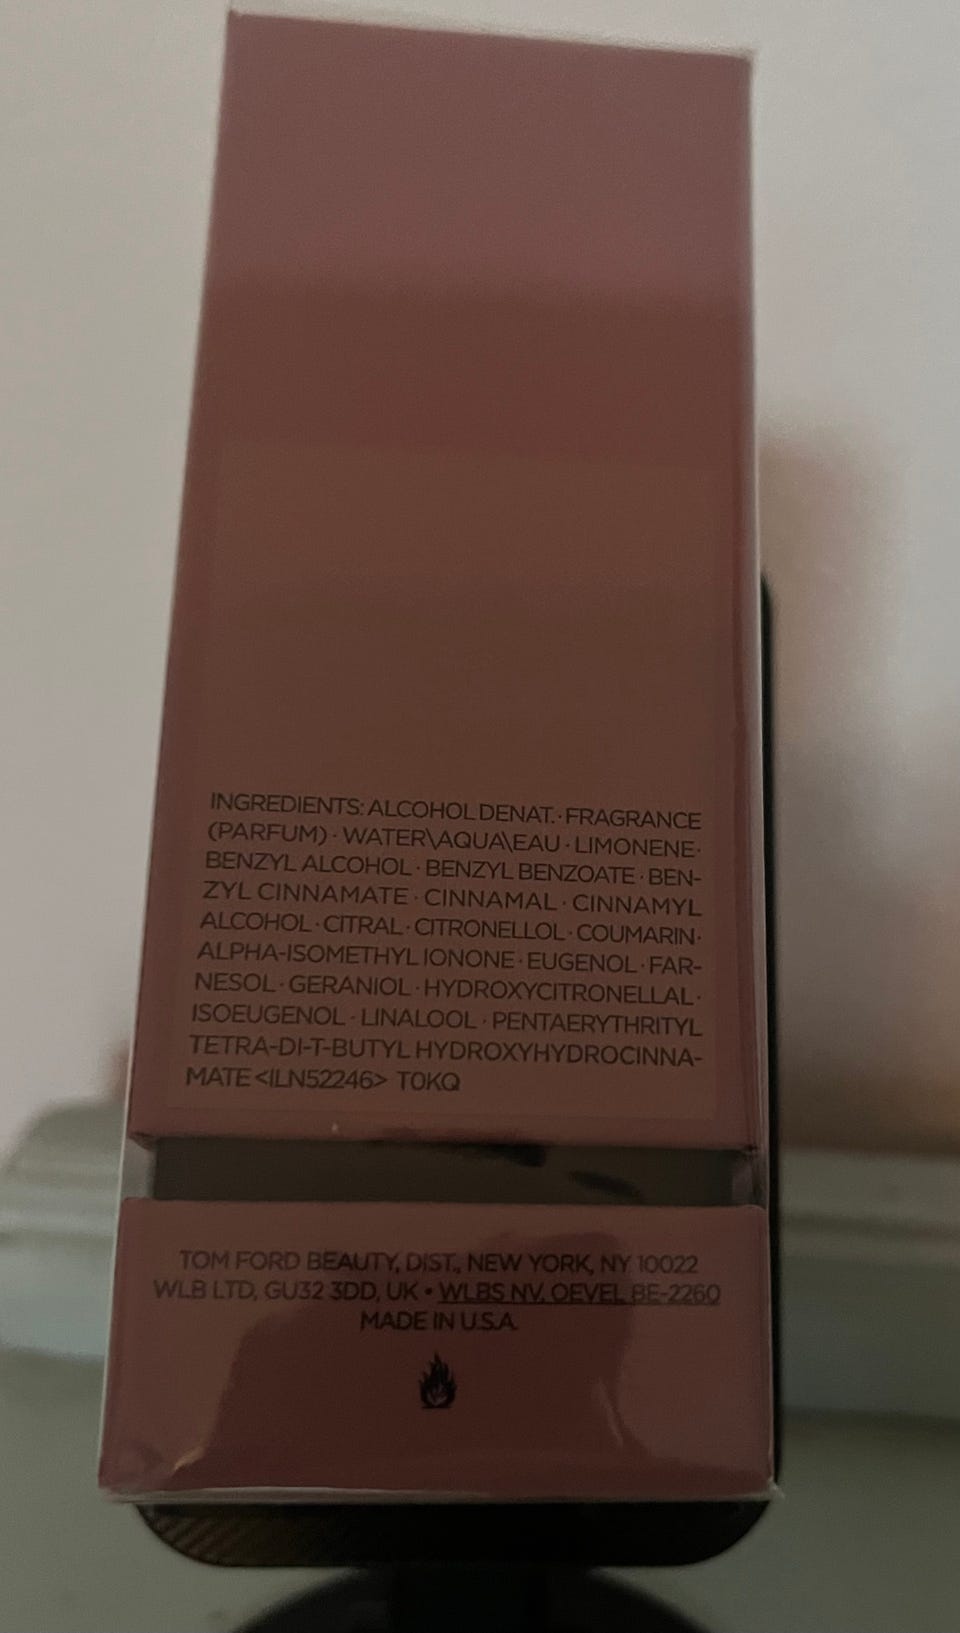 INGREDIENTS: ALCOHOL DENAT. · FRAGRANCE
(PARFUM) · WATER\AQUA\EAU · LIMONENE ·
BENZYL ALCOHOL · BENZYL BENZOATE · BEN-
ZYL CINNAMATE · CINNAMAL · CINNAMYL
ALCOHOL · CITRAL · CITRONELLOL · COUMARIN ·
ALPHA-ISOMETHYL IONONE · EUGENOL · FAR-
NESOL · GERANIOL · HYDROXYCITRONELLAL ·
ISOEUGENOL · LINALOOL · PENTAERYTHRITYL
TETRA-DI-T-BUTYL HYDROXYHYDROCINNA-
MATE <ILN52246> T0KQ
TOM FORD BEAUTY, DIST., NEW YORK, NY 10022
WLB LTD, GU32 3DD, UK • WLBS NV, OEVEL BE-2260
MADE IN U.S.A.